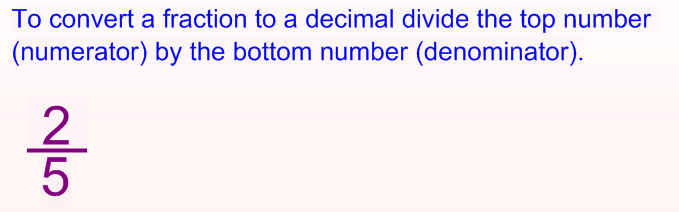 To convert a fraction to a decimal divide the top number
(numerator) by the bottom number (denominator).
2
5